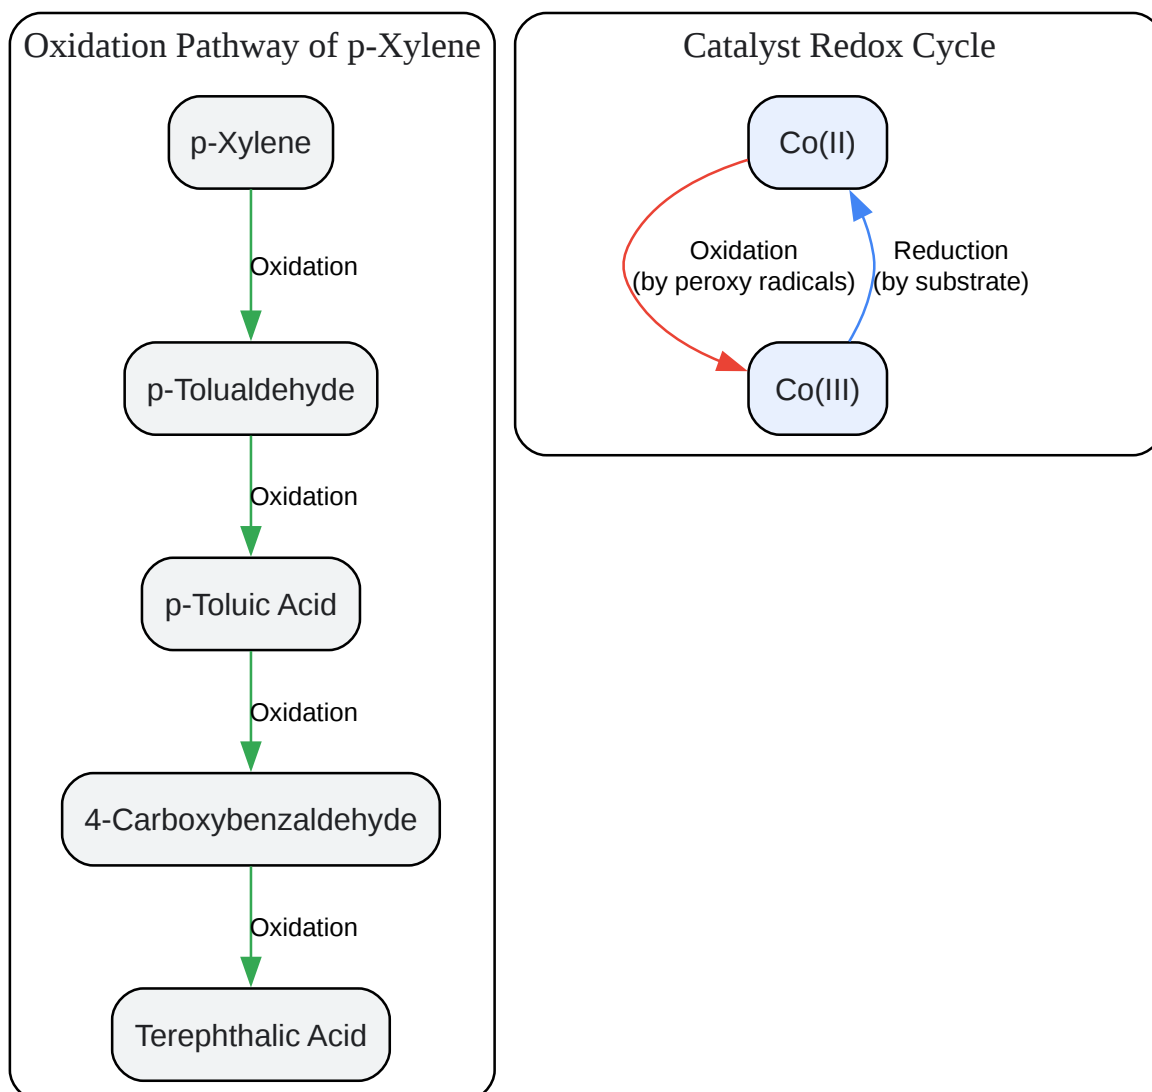 Oxidation Pathway of p-Xylene
p-Xylene
Oxidation
p-Tolualdehyde
Oxidation
p-Toluic Acid
Oxidation
4-Carboxybenzaldehyde
Oxidation
Terephthalic Acid
Catalyst Redox Cycle
Co(II)
Oxidation
(by peroxy radicals)
Reduction
(by substrate)
Co(III)